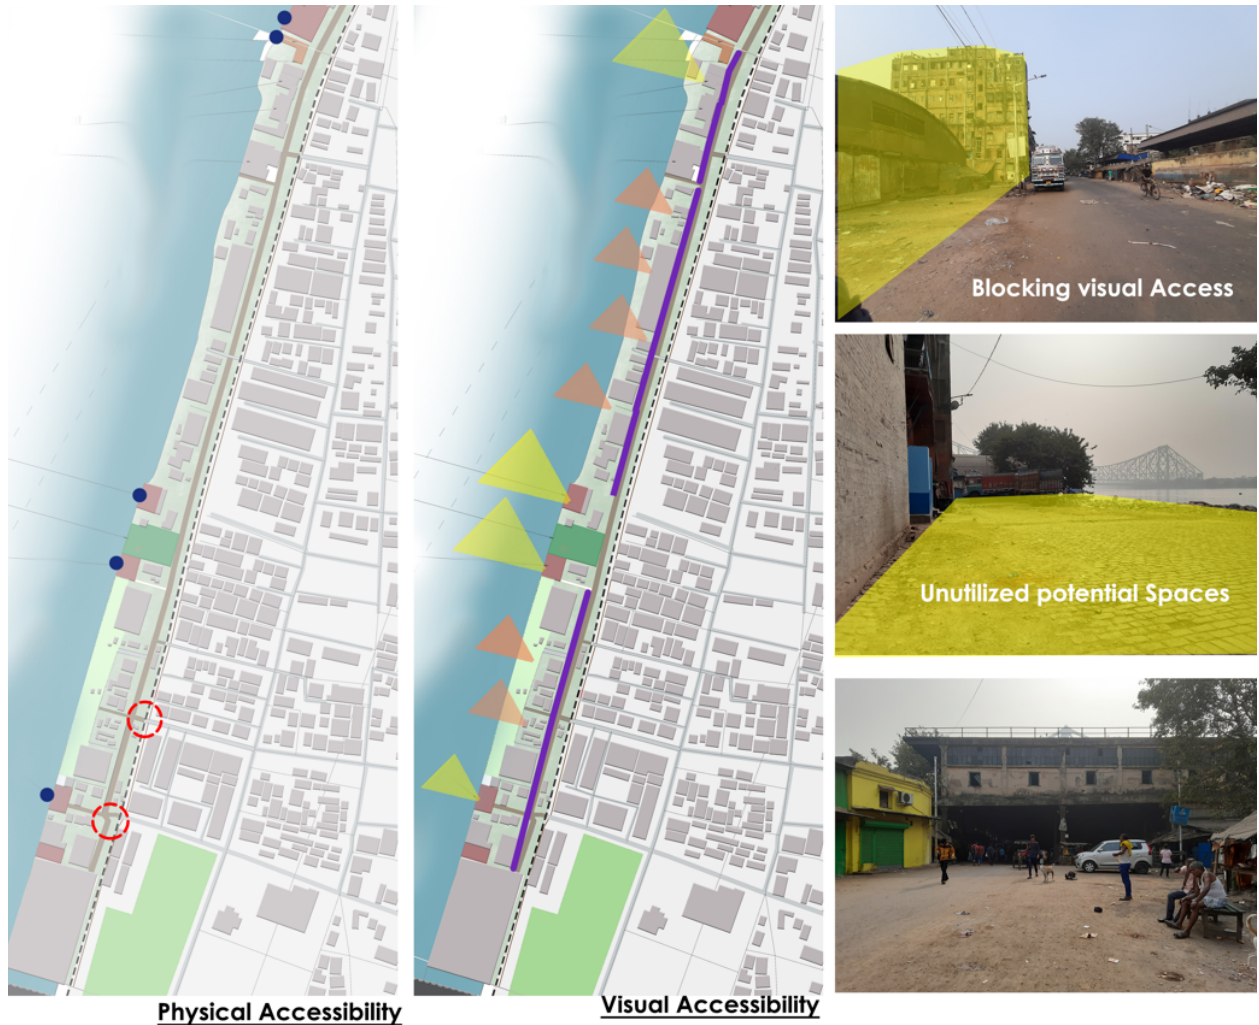 Blocking visual Access
Unutilized potential Spaces
Physical Accessibility
Visual Accessibility